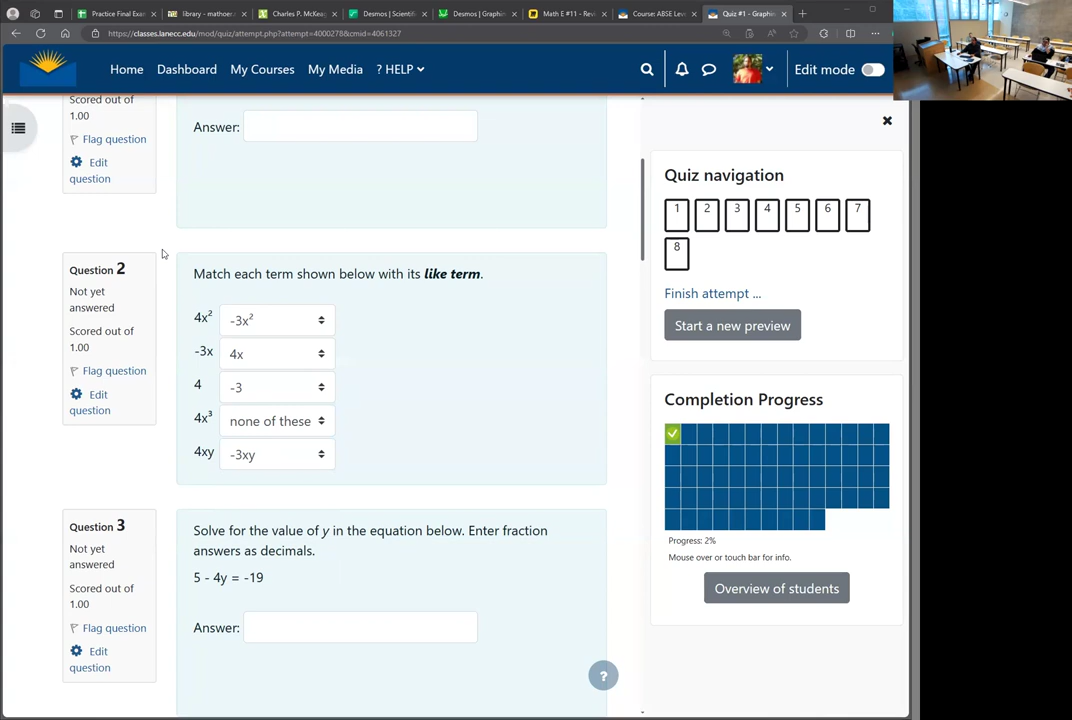 Practice Final Exam
library - mathoer
Charles P. McKeag
Desmos | Scientifi
Desmos | Graphin
Math E #11 - Rev
Course: ABSE Leve
Quiz #1 - Graphin
https://classes.lanecc.edu/mod/quiz/attempt.php?attempt=4000278&cmid=4061327
Home
Dashboard
My Courses
My Media
? HELP
Edit mode
Scored out of
1.00
Flag question
Edit
question
Answer:
Question 2
Not yet
answered
Scored out of
1.00
Flag question
Edit
question
Match each term shown below with its like term.
4x² -3x²
-3x 4x
4 -3
4x³ none of these
4xy -3xy
Question 3
Not yet
answered
Scored out of
1.00
Flag question
Edit
question
Solve for the value of y in the equation below. Enter fraction
answers as decimals.
5 - 4y = -19
Answer:
?
Quiz navigation
1 2 3 4 5 6 7
8
Finish attempt ...
Start a new preview
Completion Progress
Progress: 2%
Mouse over or touch bar for info.
Overview of students